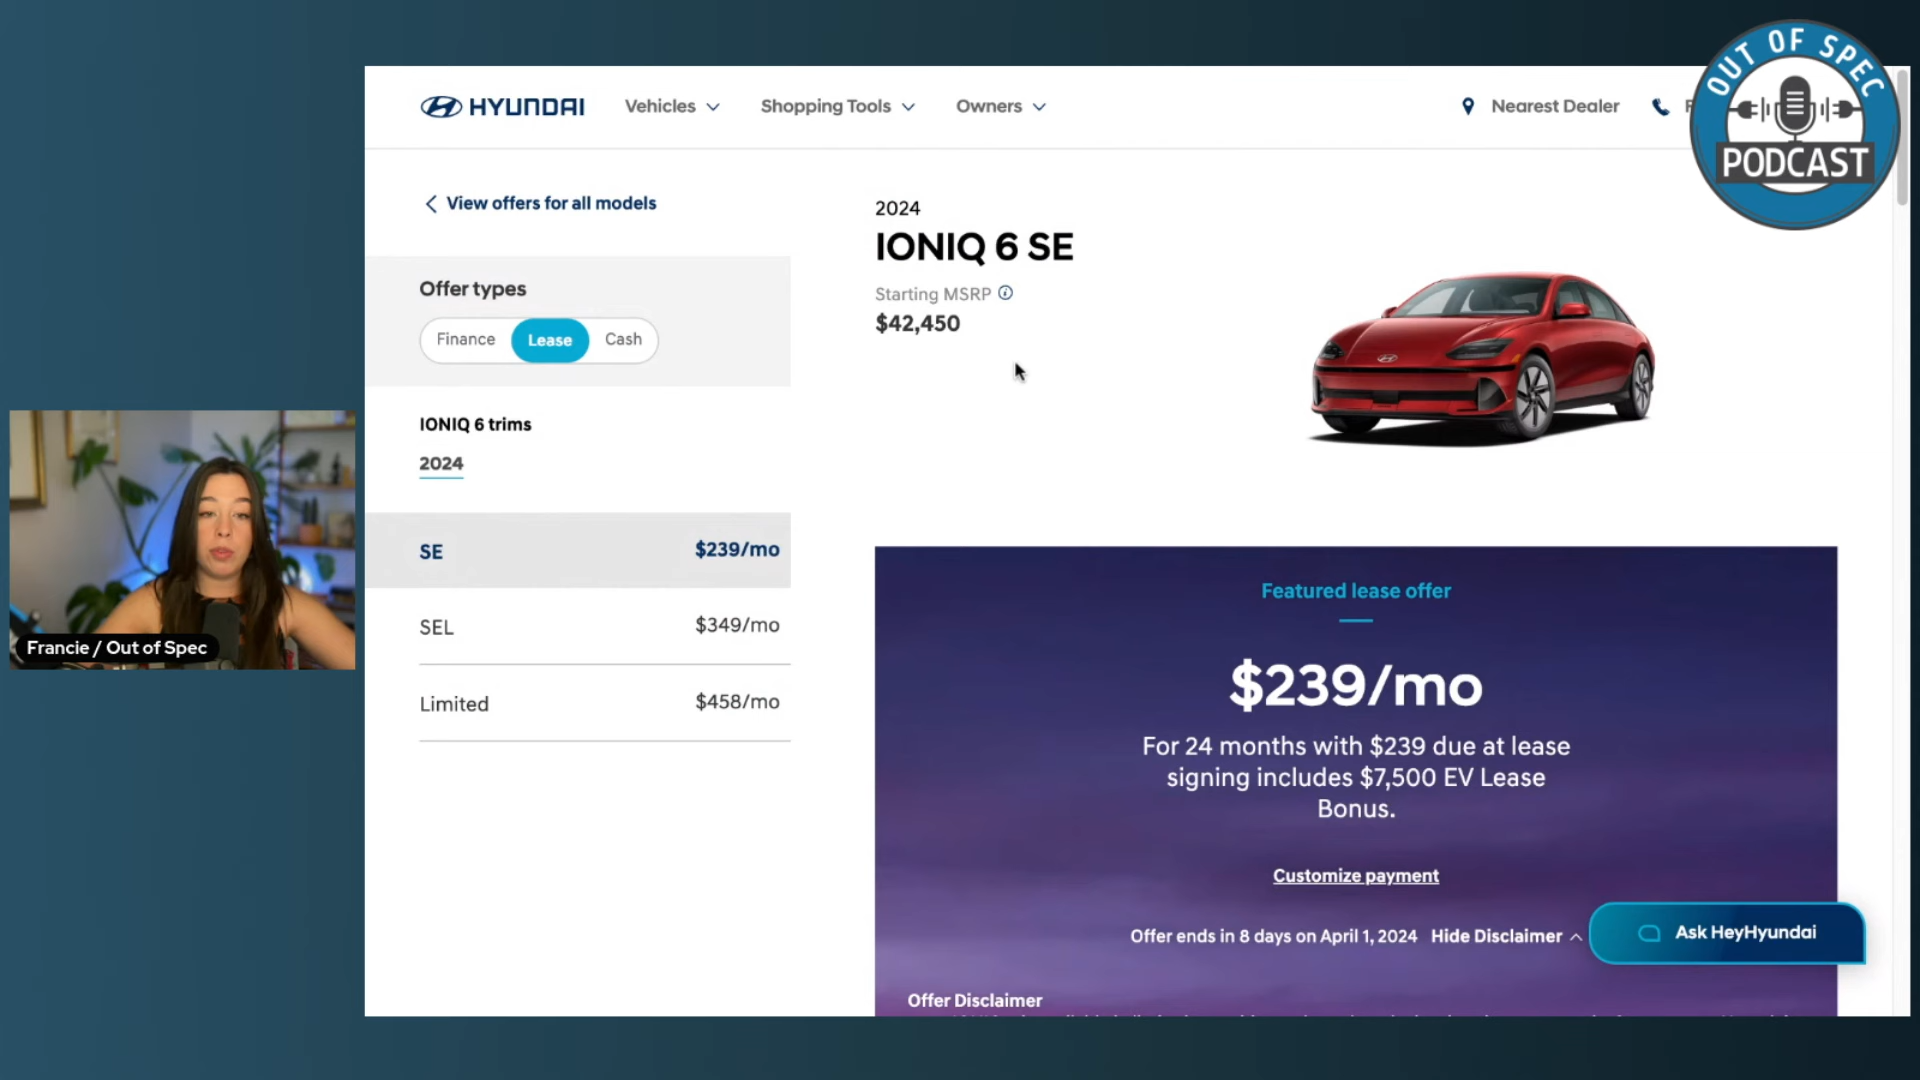 HYUNDAI
Vehicles
Shopping Tools
Owners
Nearest Dealer
OUT OF SPEC
PODCAST
View offers for all models
Offer types
Finance
Lease
Cash
IONIQ 6 trims
2024
SE
$239/mo
SEL
$349/mo
Limited
$458/mo
2024
IONIQ 6 SE
Starting MSRP
$42,450
Featured lease offer
$239/mo
For 24 months with $239 due at lease
signing includes $7,500 EV Lease
Bonus.
Customize payment
Offer ends in 8 days on April 1, 2024 Hide Disclaimer
Ask HeyHyundai
Offer Disclaimer
Francie / Out of Spec